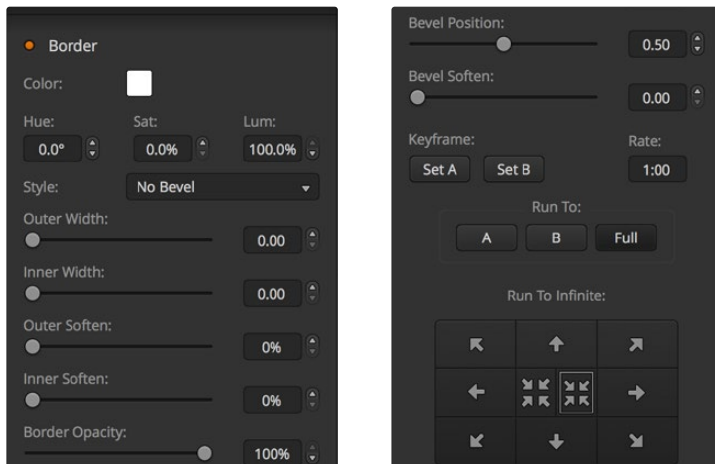 Border
Color:
Hue: Sat: Lum:
0.0° 0.0% 100.0%
Style: No Bevel
Outer Width:
0.00
Inner Width:
0.00
Outer Soften:
0%
Inner Soften:
0%
Border Opacity:
100%
Bevel Position:
0.50
Bevel Soften:
0.00
Keyframe: Rate:
Set A Set B 1:00
Run To:
A B Full
Run To Infinite: